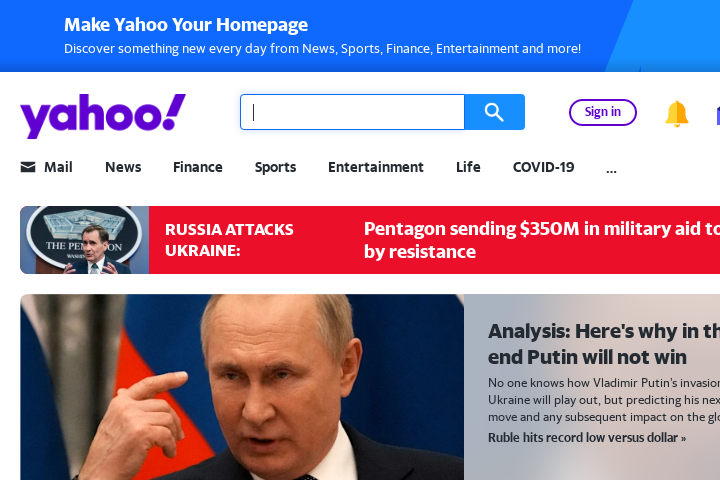 Make Yahoo Your Homepage
Discover something new every day from News, Sports, Finance, Entertainment and more!
yahoo!
Sign in
Mail News Finance Sports Entertainment Life COVID-19 ...
RUSSIA ATTACKS
UKRAINE:
Pentagon sending $350M in military aid to
by resistance
THE PENTAGON
Analysis: Here's why in th
end Putin will not win
No one knows how Vladimir Putin's invasion
Ukraine will play out, but predicting his nex
move and any subsequent impact on the glo
Ruble hits record low versus dollar »